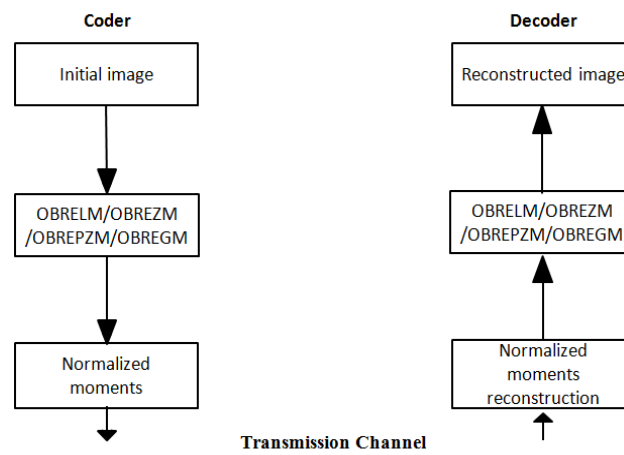 Coder
Initial image
OBRELM/OBREZM
/OBREPZM/OBREGM
Normalized
moments
Decoder
Reconstructed image
OBRELM/OBREZM
/OBREPZM/OBREGM
Normalized
moments
reconstruction
Transmission Channel